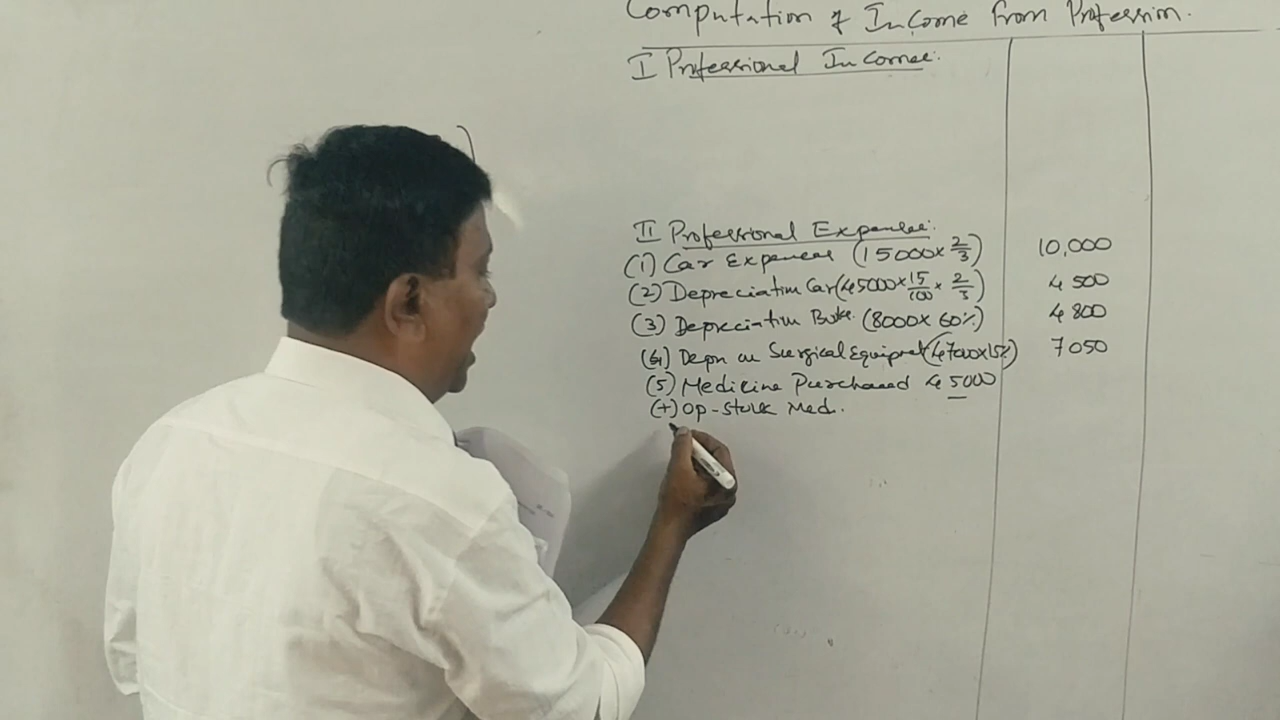 Computation of Income from Profession.
I Professional Incomes:
II Professional Expenses:
(1) Car Expenses (15000×2/3) 10,000
(2) Depreciation Car (45000×15/100×2/3) 4500
(3) Depreciation Books. (8000×60%) 4800
(4) Depn on Surgical Equipment (47000×15%) 7050
(5) Medicine Purchased 45000
(+) Op-Stock Med.